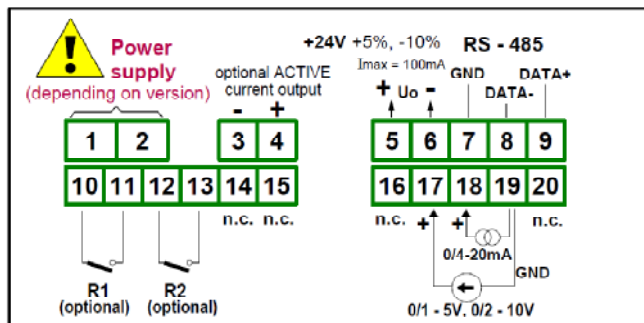 +24V +5%, -10% RS - 485
Power supply
(depending on version)
optional ACTIVE
current output
- +
Imax = 100mA
+ Uo -
GND
DATA-
DATA+
1 2 3 4 5 6 7 8 9
10 11 12 13 14 15 16 17 18 19 20
n.c. n.c. n.c. + + n.c.
0/4-20mA
GND
R1
(optional)
R2
(optional)
0/1 - 5V, 0/2 - 10V